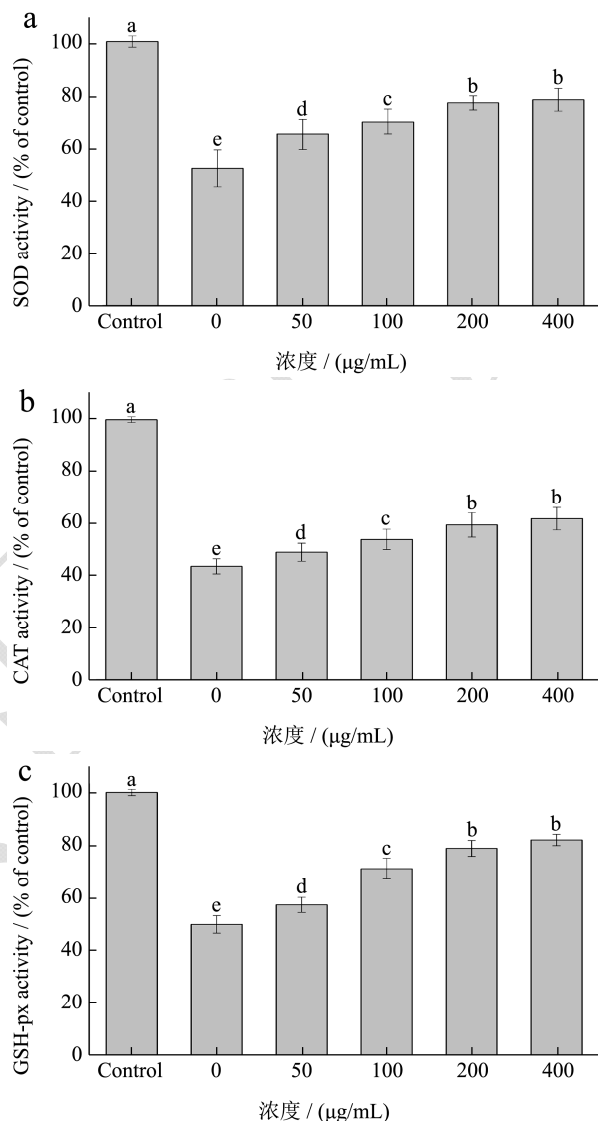 a
SOD activity / (% of control)
100
80
60
40
20
0
a
e
d
c
b
b
Control 0 50 100 200 400
浓度 / (μg/mL)
b
CAT activity / (% of control)
100
80
60
40
20
0
a
e
d
c
b
b
Control 0 50 100 200 400
浓度 / (μg/mL)
c
GSH-px activity / (% of control)
100
80
60
40
20
0
a
e
d
c
b
b
Control 0 50 100 200 400
浓度 / (μg/mL)